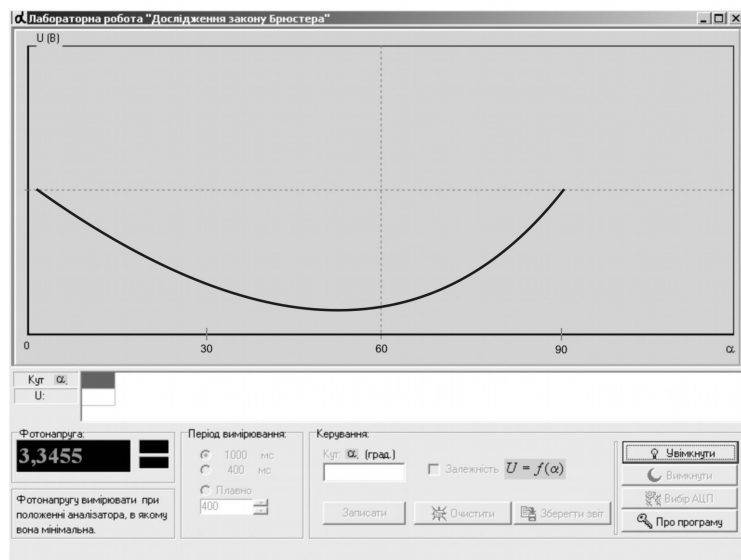 Лабораторна робота "Дослідження закону Брюстера"
U (В)
0 30 60 90 α
Кут α
U:
Фотонапруга:
3,3455
Фотонапругу вимірювати при
положенні аналізатора, в якому
вона мінімальна.
Період вимірювання:
1000 мс
400 мс
Плавно
400
Керування:
Кут: α (град.)
Залежність U = f(α)
Записати
Очистити
Зберегти звіт
Увімкнути
Вимкнути
Вибір АЦП
Про програму